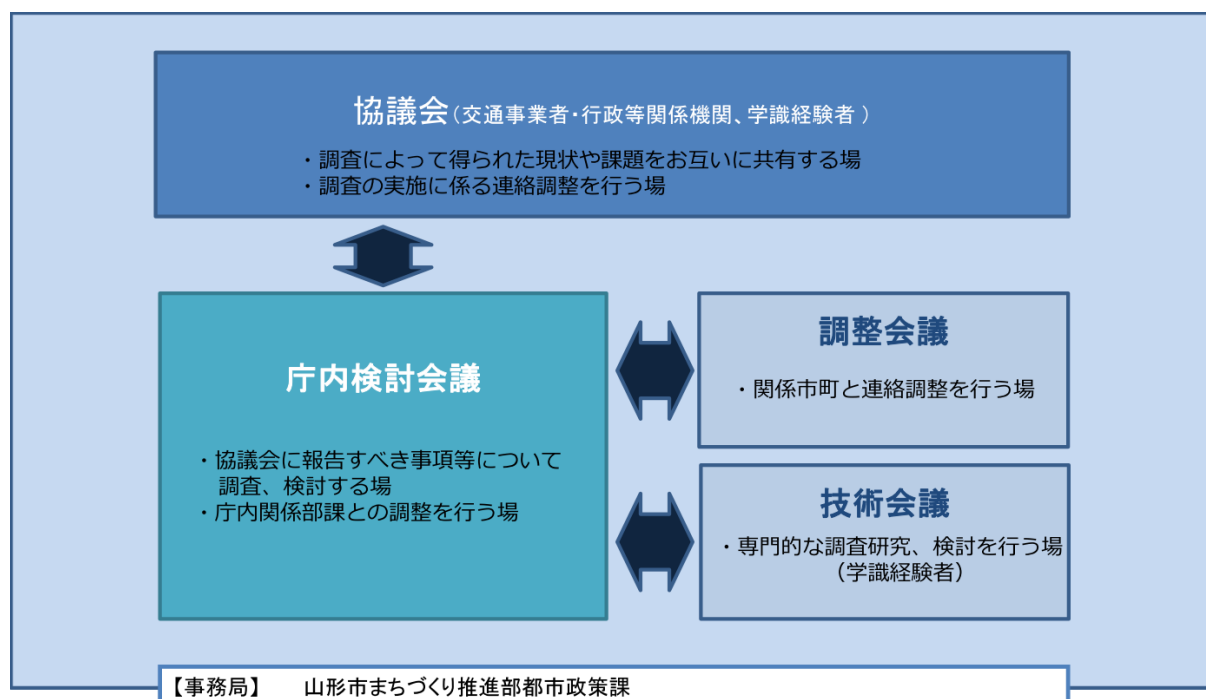 協議会（交通事業者・行政等関係機関、学識経験者 ）
・調査によって得られた現状や課題をお互いに共有する場
・調査の実施に係る連絡調整を行う場
庁内検討会議
・協議会に報告すべき事項等について
調査、検討する場
・庁内関係部課との調整を行う場
調整会議
・関係市町と連絡調整を行う場
技術会議
・専門的な調査研究、検討を行う場
（学識経験者）
【事務局】　山形市まちづくり推進部都市政策課